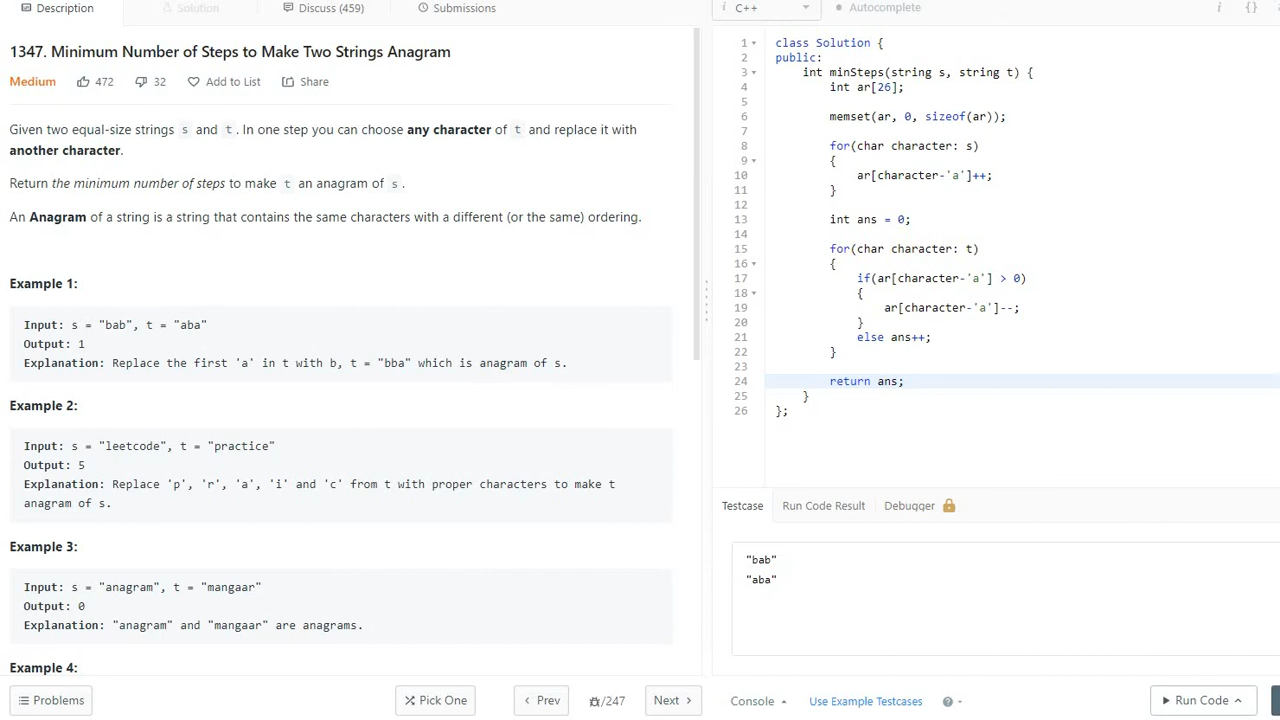 Description
Solution
Discuss (459)
Submissions
C++
Autocomplete
i
{}
1347. Minimum Number of Steps to Make Two Strings Anagram
Medium
472
32
Add to List
Share
Given two equal-size strings s and t. In one step you can choose any character of t and replace it with
another character.
Return the minimum number of steps to make t an anagram of s.
An Anagram of a string is a string that contains the same characters with a different (or the same) ordering.
Example 1:
Input: s = "bab", t = "aba"
Output: 1
Explanation: Replace the first 'a' in t with b, t = "bba" which is anagram of s.
Example 2:
Input: s = "leetcode", t = "practice"
Output: 5
Explanation: Replace 'p', 'r', 'a', 'i' and 'c' from t with proper characters to make t
anagram of s.
Example 3:
Input: s = "anagram", t = "mangaar"
Output: 0
Explanation: "anagram" and "mangaar" are anagrams.
Example 4:
1 class Solution {
2 public:
3 int minSteps(string s, string t) {
4 int ar[26];
5
6 memset(ar, 0, sizeof(ar));
7
8 for(char character: s)
9 {
10 ar[character-'a']++;
11 }
12
13 int ans = 0;
14
15 for(char character: t)
16 {
17 if(ar[character-'a'] > 0)
18 {
19 ar[character-'a']--;
20 }
21 else ans++;
22 }
23
24 return ans;
25 }
26 };
Testcase
Run Code Result
Debugger
"bab"
"aba"
Problems
Pick One
Prev
/247
Next
Console
Use Example Testcases
?
Run Code